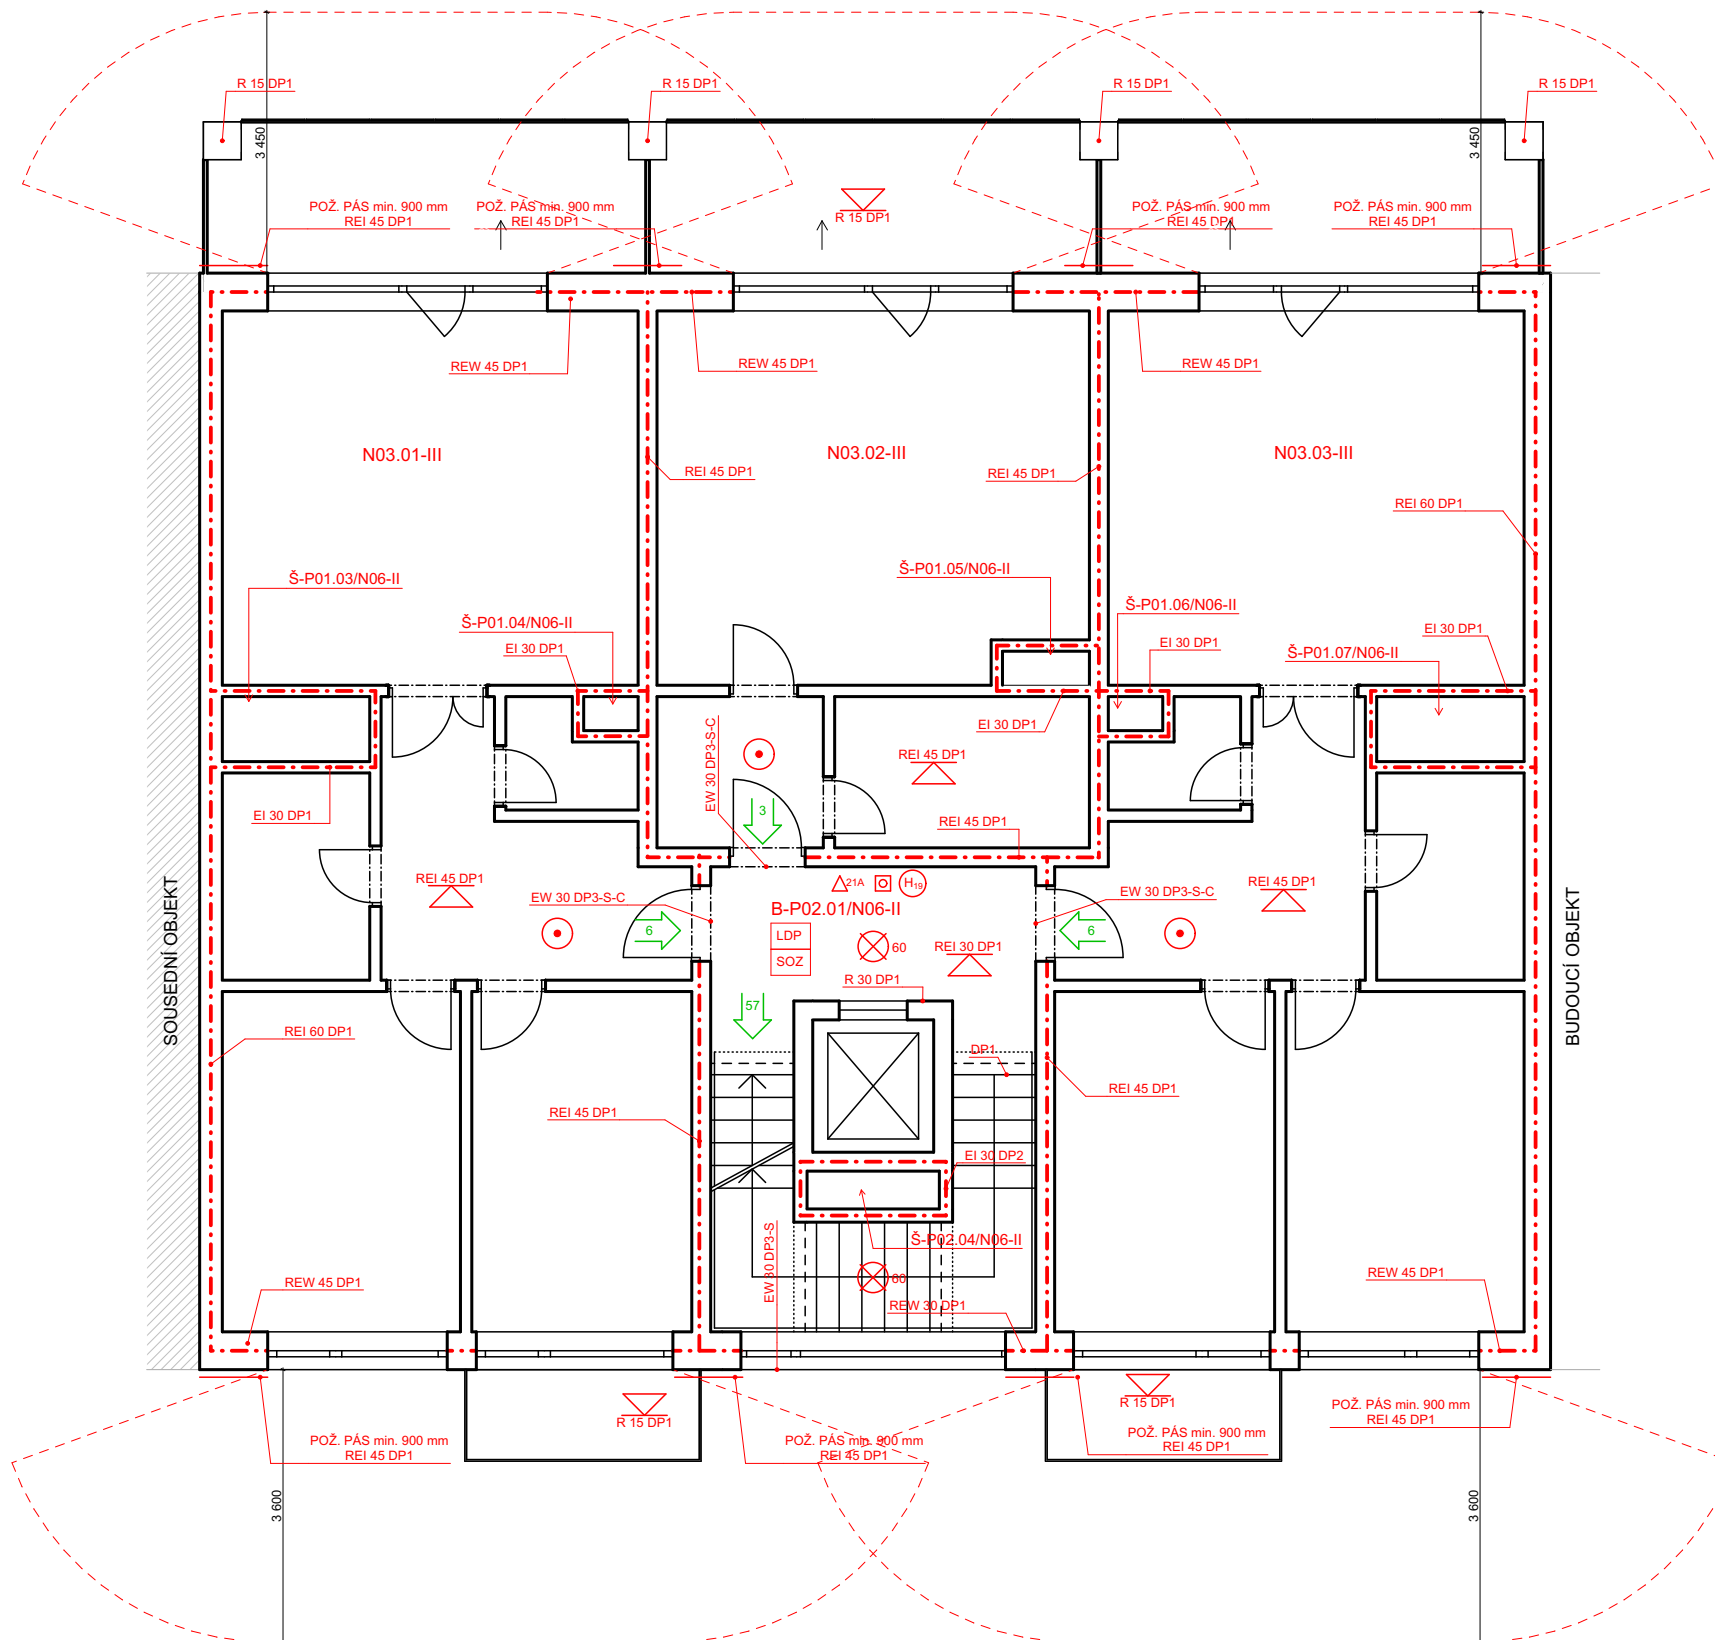 R 15 DP1
R 15 DP1
R 15 DP1
R 15 DP1
3 450
3 450
POŽ. PÁS min. 900 mm
REI 45 DP1
POŽ. PÁS min. 900 mm
REI 45 DP1
R 15 DP1
POŽ. PÁS min. 900 mm
REI 45 DP1
POŽ. PÁS min. 900 mm
REI 45 DP1
REW 45 DP1
REW 45 DP1
REW 45 DP1
N03.01-III
N03.02-III
N03.03-III
REI 45 DP1
REI 45 DP1
REI 60 DP1
Š-P01.03/N06-II
Š-P01.04/N06-II
EI 30 DP1
Š-P01.05/N06-II
Š-P01.06/N06-II
EI 30 DP1
Š-P01.07/N06-II
EI 30 DP1
EI 30 DP1
EW 30 DP3-S-C
REI 45 DP1
EI 30 DP1
3
REI 45 DP1
REI 45 DP1
EW 30 DP3-S-C
21A
H19
B-P02.01/N06-II
EW 30 DP3-S-C
REI 45 DP1
6
LDP
SOZ
60
REI 30 DP1
6
R 30 DP1
57
SOUSEDNÍ OBJEKT
BUDOUCÍ OBJEKT
REI 60 DP1
DP1
REI 45 DP1
REI 45 DP1
EI 30 DP2
Š-P02.04/N06-II
EW 30 DP3-S
60
REW 45 DP1
REW 30 DP1
REW 45 DP1
R 15 DP1
R 15 DP1
POŽ. PÁS min. 900 mm
REI 45 DP1
POŽ. PÁS min. 900 mm
REI 45 DP1
POŽ. PÁS min. 900 mm
REI 45 DP1
POŽ. PÁS min. 900 mm
REI 45 DP1
3 600
3 600